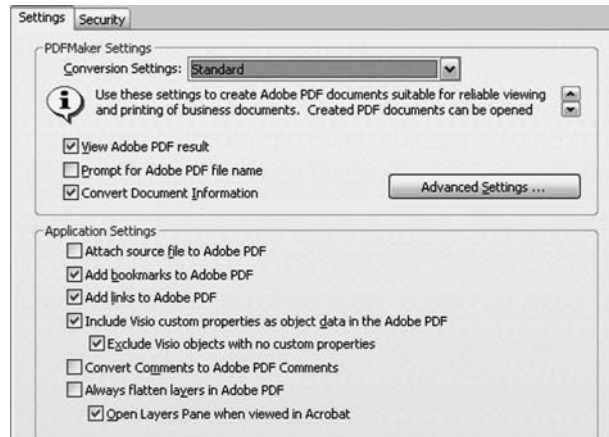 Settings Security
PDFMaker Settings
Conversion Settings: Standard
Use these settings to create Adobe PDF documents suitable for reliable viewing
and printing of business documents. Created PDF documents can be opened
View Adobe PDF result
Prompt for Adobe PDF file name
Convert Document Information
Advanced Settings ...
Application Settings
Attach source file to Adobe PDF
Add bookmarks to Adobe PDF
Add links to Adobe PDF
Include Visio custom properties as object data in the Adobe PDF
Exclude Visio objects with no custom properties
Convert Comments to Adobe PDF Comments
Always flatten layers in Adobe PDF
Open Layers Pane when viewed in Acrobat